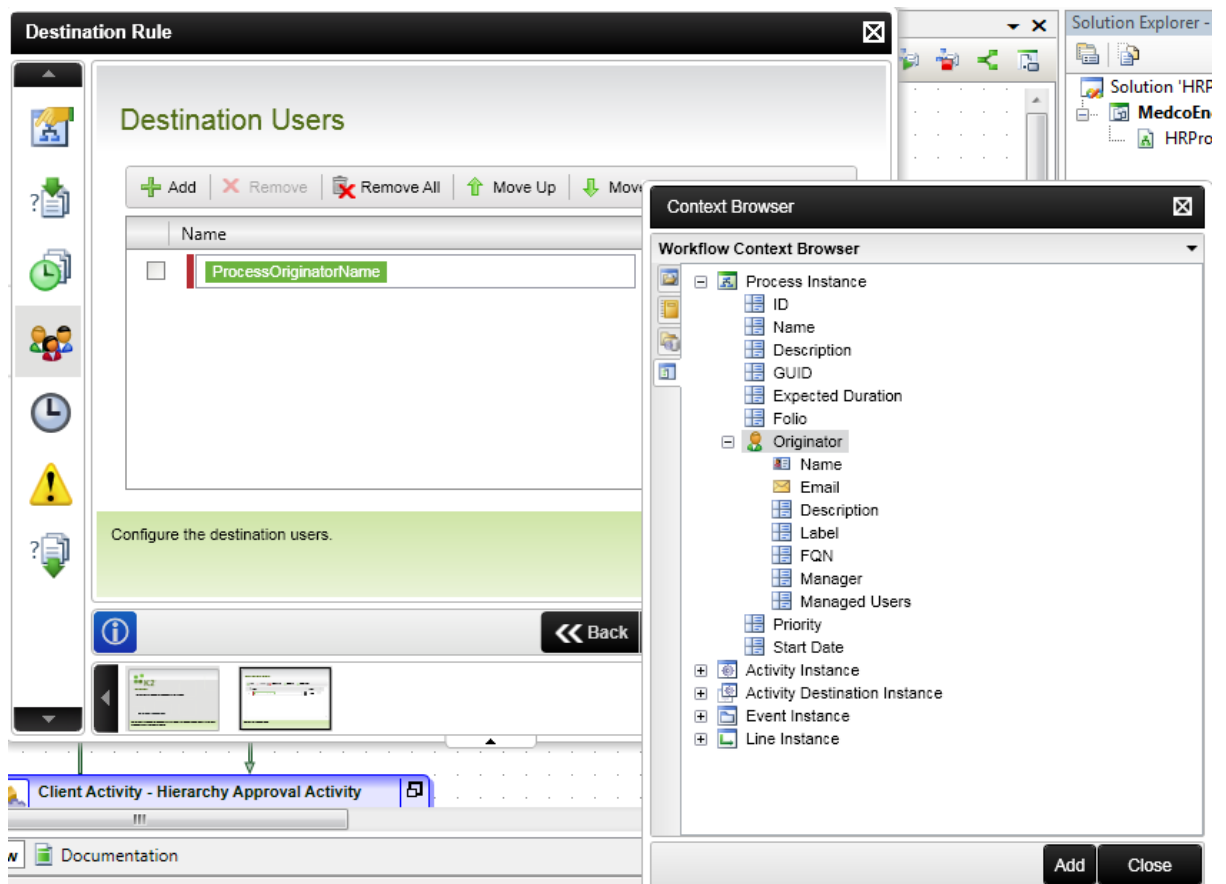 Destination Rule
Solution Explorer -
Solution 'HRP
MedcoEn
HRPro
Destination Users
Add
Remove
Remove All
Move Up
Mov
Name
ProcessOriginatorName
Configure the destination users.
Back
Context Browser
Workflow Context Browser
Process Instance
ID
Name
Description
GUID
Expected Duration
Folio
Originator
Name
Email
Description
Label
FQN
Manager
Managed Users
Priority
Start Date
Activity Instance
Activity Destination Instance
Event Instance
Line Instance
Add Close
Client Activity - Hierarchy Approval Activity
w Documentation